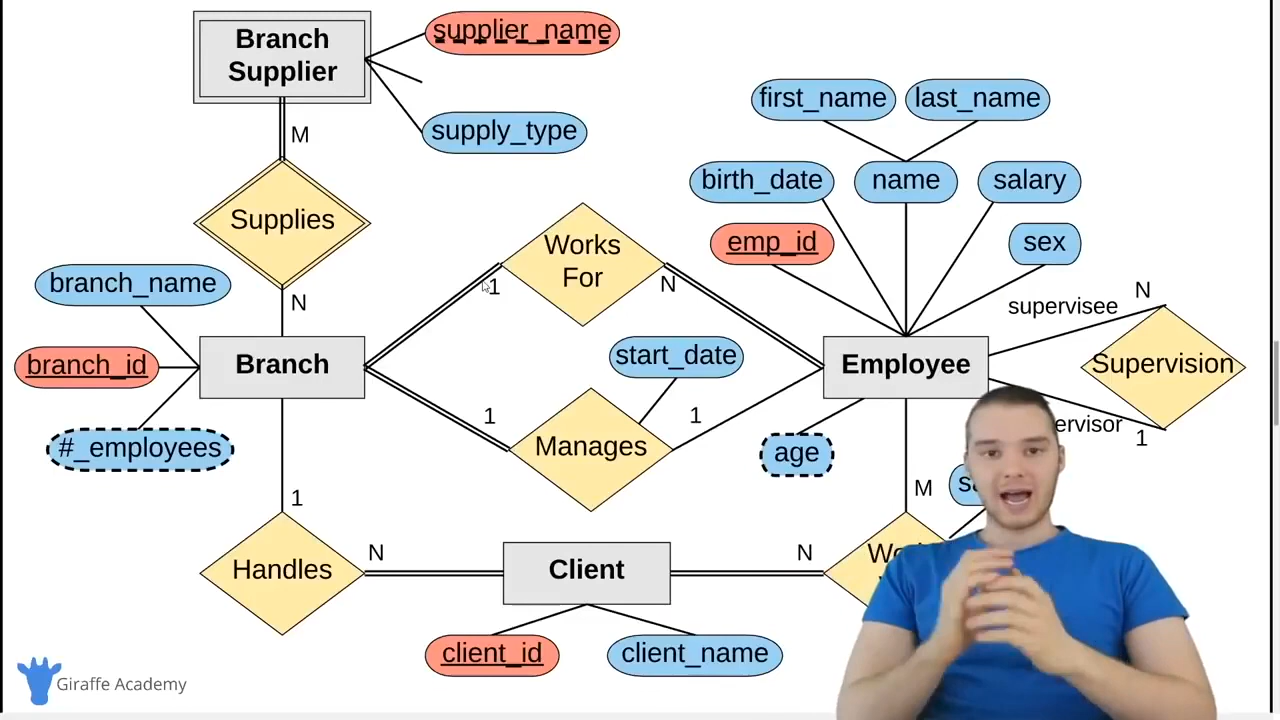 Branch
Supplier
supplier_name
supply_type
M
Supplies
N
first_name
last_name
birth_date
name
salary
emp_id
sex
Works
For
1
N
branch_name
branch_id
#_employees
Branch
start_date
Employee
supervisee
N
Supervision
1
1
Manages
age
1
M
1
Handles
N
Client
N
client_id
client_name
Giraffe Academy